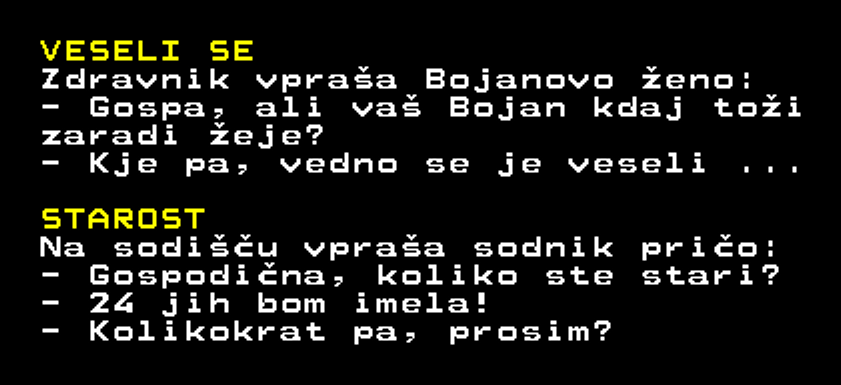 VESELI SE
Zdravnik vpraša Bojanovo ženo:
- Gospa, ali vaš Bojan kdaj toži
zaradi žeje?
- Kje pa, vedno se je veseli ...
STAROST
Na sodišču vpraša sodnik pričo:
- Gospodična, koliko ste stari?
- 24 jih bom imela!
- Kolikokrat pa, prosim?